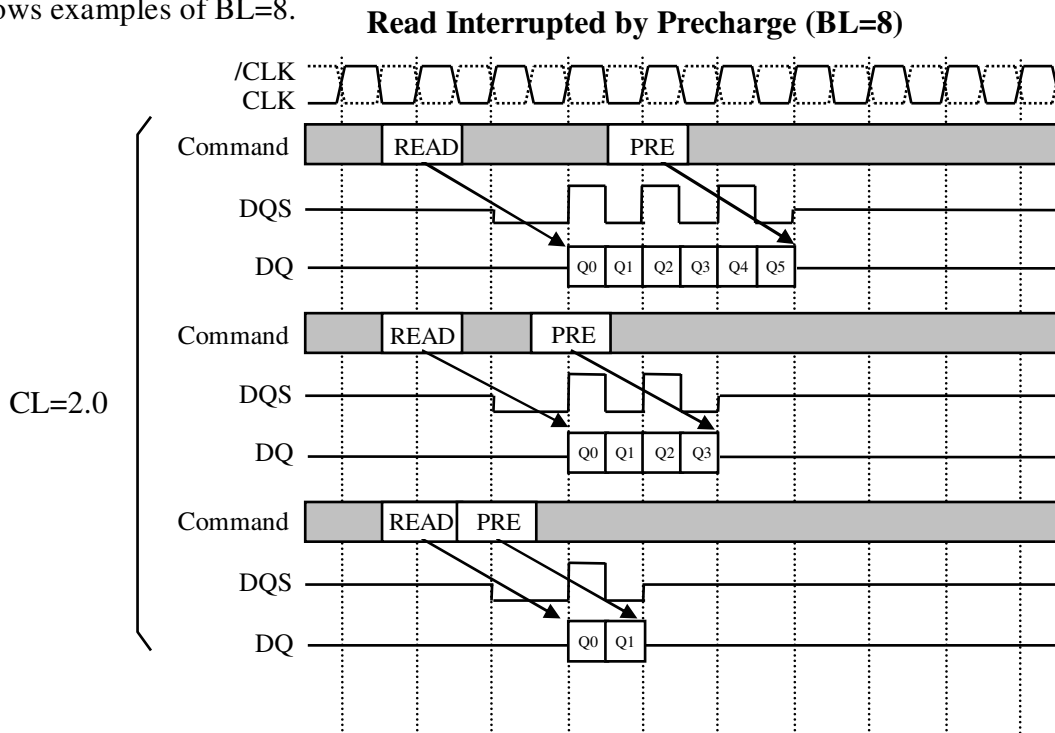 ows examples of BL=8.
Read Interrupted by Precharge (BL=8)
/CLK
CLK
Command READ PRE
DQS
DQ Q0 Q1 Q2 Q3 Q4 Q5
Command READ PRE
CL=2.0
DQS
DQ Q0 Q1 Q2 Q3
Command READ PRE
DQS
DQ Q0 Q1